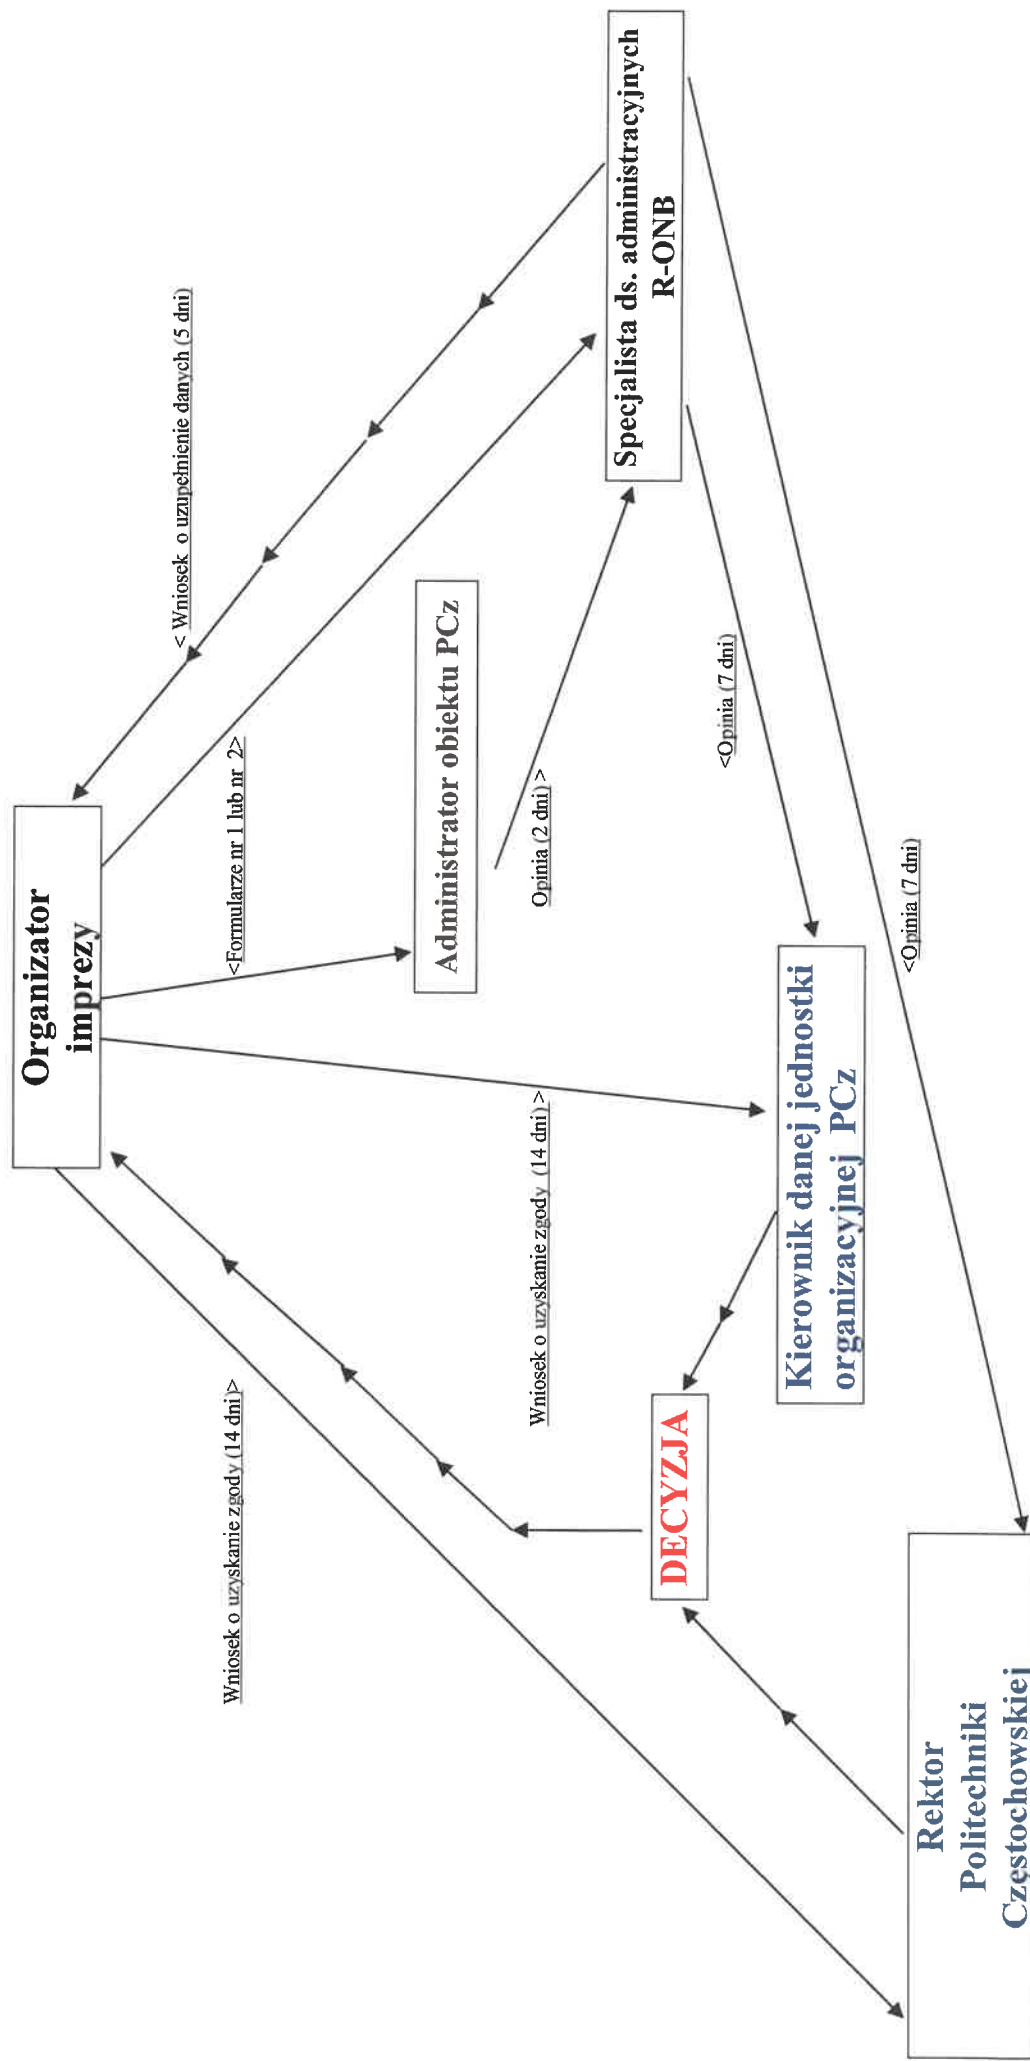 Organizator
imprezy
Wniosek o uzyskanie zgody (14 dni)>
<Formularze nr 1 lub nr 2>
< Wniosek o uzupełnienie danych (5 dni)
Administrator obiektu PCz
Wniosek o uzyskanie zgody (14 dni) >
Opinia (2 dni) >
Specjalista ds. administracyjnych
R-ONB
DECYZJA
<Opinia (7 dni)
Kierownik danej jednostki
organizacyjnej PCz
<Opinia (7 dni)
Rektor
Politechniki
Częstochowskiej